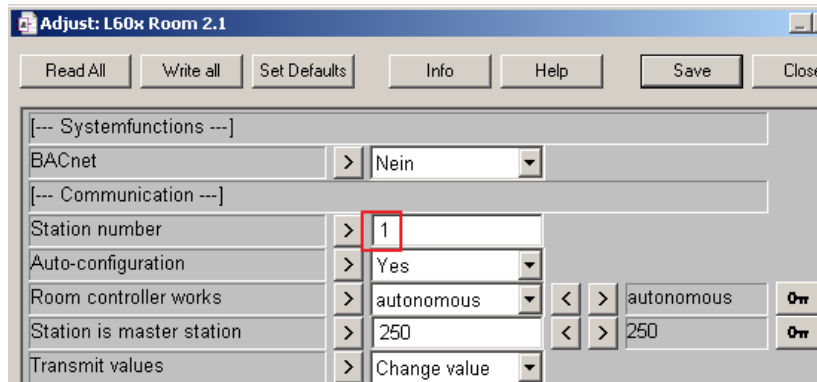 Adjust: L60x Room 2.1
Read All Write all Set Defaults Info Help Save Close
[--- Systemfunctions ---]
BACnet > Nein
[--- Communication ---]
Station number > 1
Auto-configuration > Yes
Room controller works > autonomous < > autonomous
Station is master station > 250 < > 250
Transmit values > Change value